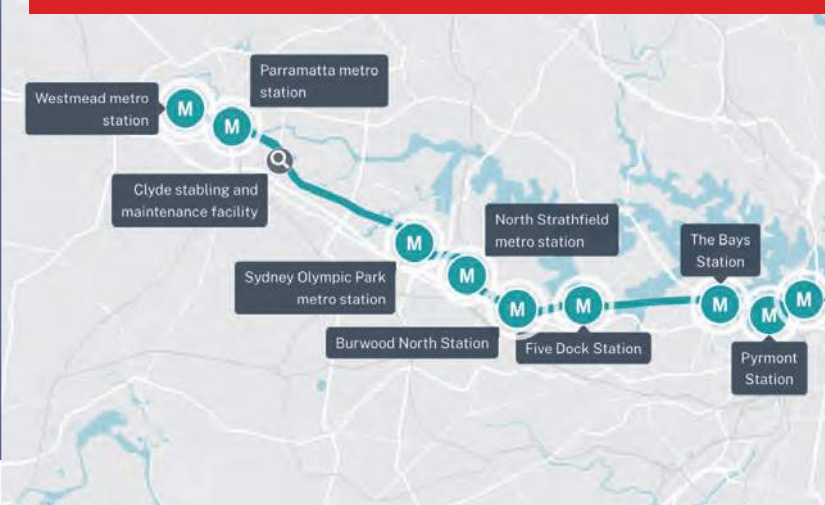 Parramatta metro
station
Westmead metro
station
M
M
Clyde stabling and
maintenance facility
North Strathfield
metro station
The Bays
Station
M
Sydney Olympic Park
metro station
M
M
M
M
M
M
Burwood North Station
Five Dock Station
Pyrmont
Station